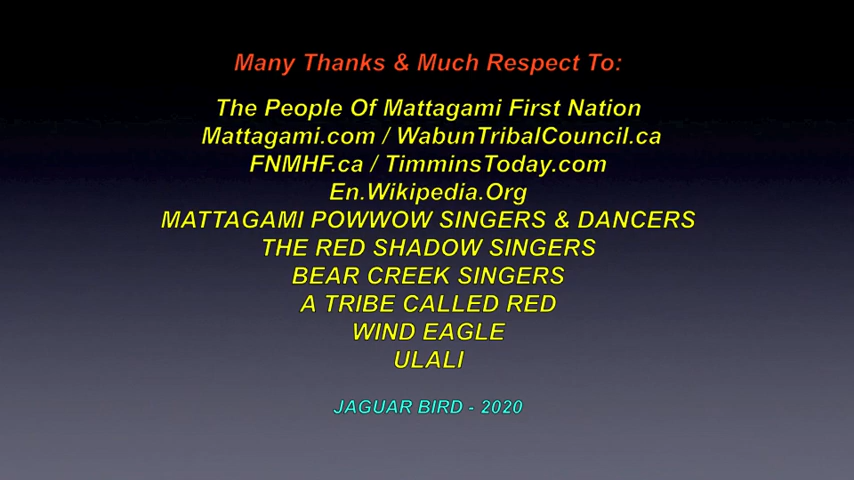 Many Thanks & Much Respect To:
The People Of Mattagami First Nation
Mattagami.com / WabunTribalCouncil.ca
FNMHF.ca / TimminsToday.com
En.Wikipedia.Org
MATTAGAMI POWWOW SINGERS & DANCERS
THE RED SHADOW SINGERS
BEAR CREEK SINGERS
A TRIBE CALLED RED
WIND EAGLE
ULALI
JAGUAR BIRD - 2020